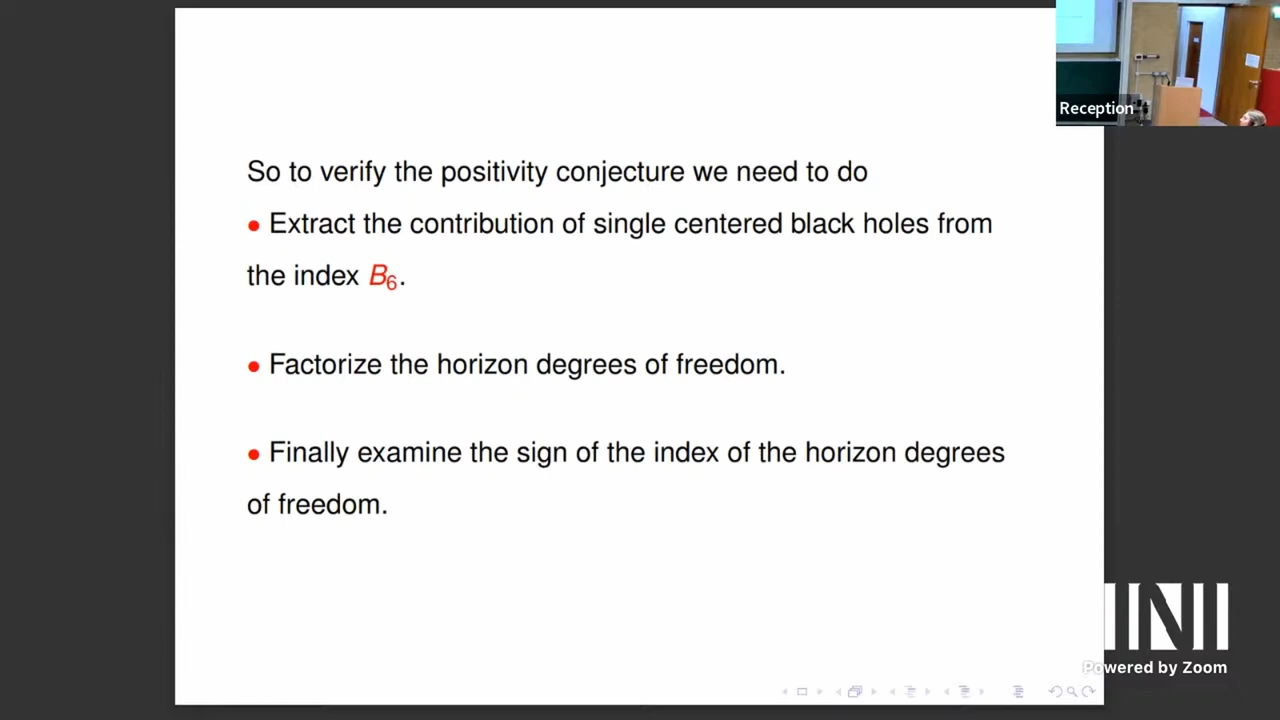 Reception
So to verify the positivity conjecture we need to do
• Extract the contribution of single centered black holes from
the index B₆.
• Factorize the horizon degrees of freedom.
• Finally examine the sign of the index of the horizon degrees
of freedom.
INI
Powered by Zoom